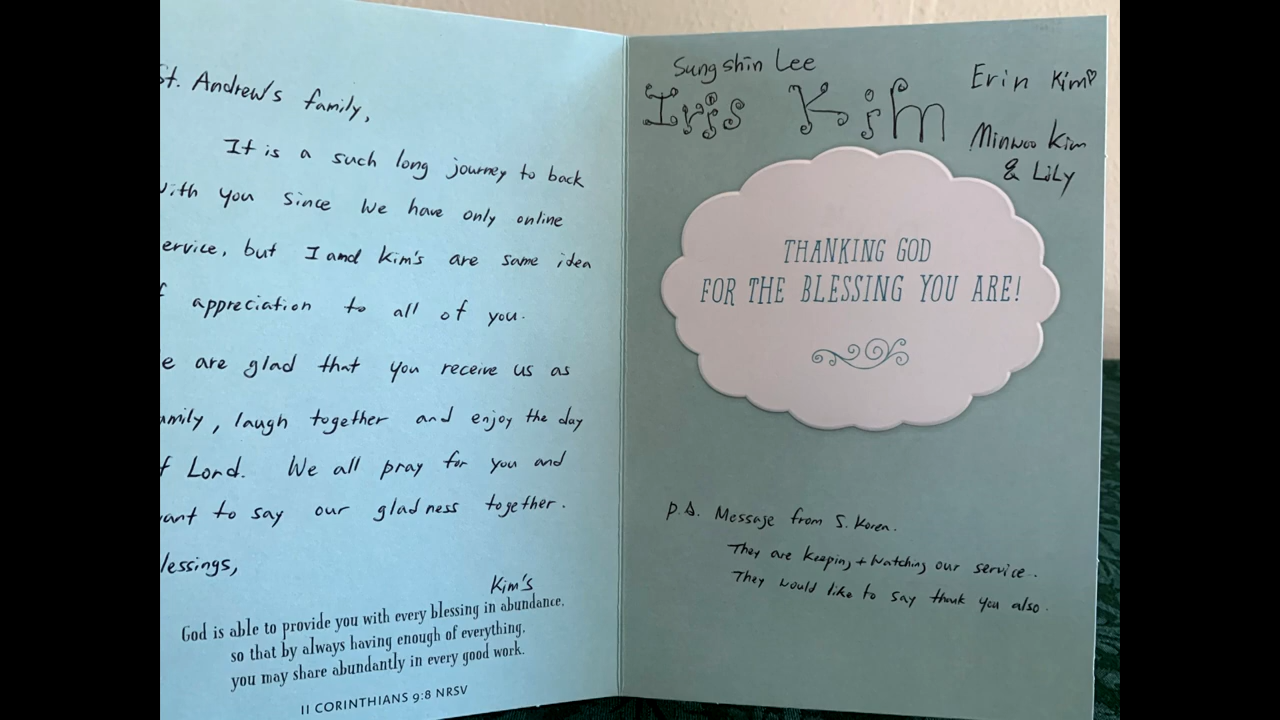 St. Andrew's family,
It is a such long journey to back
with you since we have only online
ervice, but I and Kim's are same idea
f appreciation to all of you.
e are glad that you receive us as
amily, laugh together and enjoy the day
f Lord. We all pray for you and
want to say our gladness together.
lessings,
Kim's
God is able to provide you with every blessing in abundance,
so that by always having enough of everything,
you may share abundantly in every good work.
II CORINTHIANS 9:8 NRSV
Sungshin Lee
Iris Kim
Erin Kim♡
Minwoo Kim
& LiLy
THANKING GOD
FOR THE BLESSING YOU ARE!
P.S. Message from S. Koren.
They are keeping + watching our service.
They would like to say thank you also.